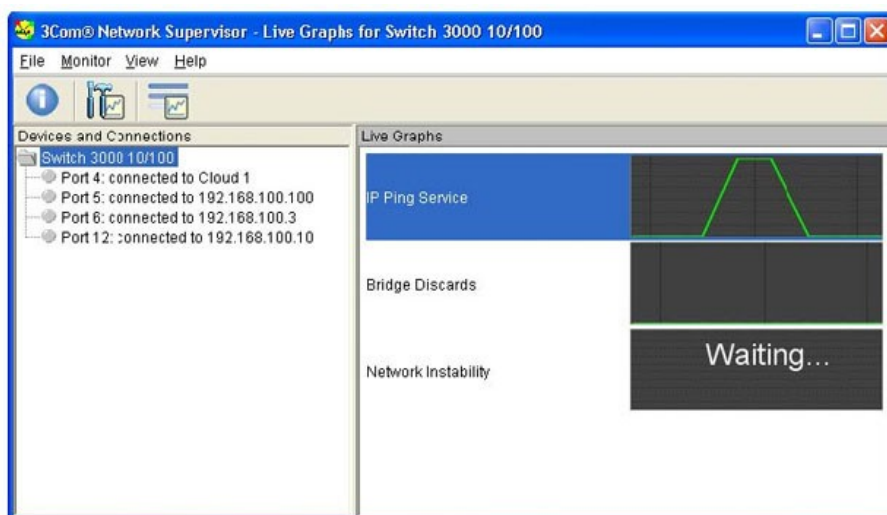 3Com® Network Supervisor - Live Graphs for Switch 3000 10/100
File Monitor View Help
Devices and Connections
Switch 3000 10/100
Port 4: connected to Cloud 1
Port 5: connected to 192.168.100.100
Port 6: connected to 192.168.100.3
Port 12: connected to 192.168.100.10
Live Graphs
IP Ping Service
Bridge Discards
Network Instability
Waiting...